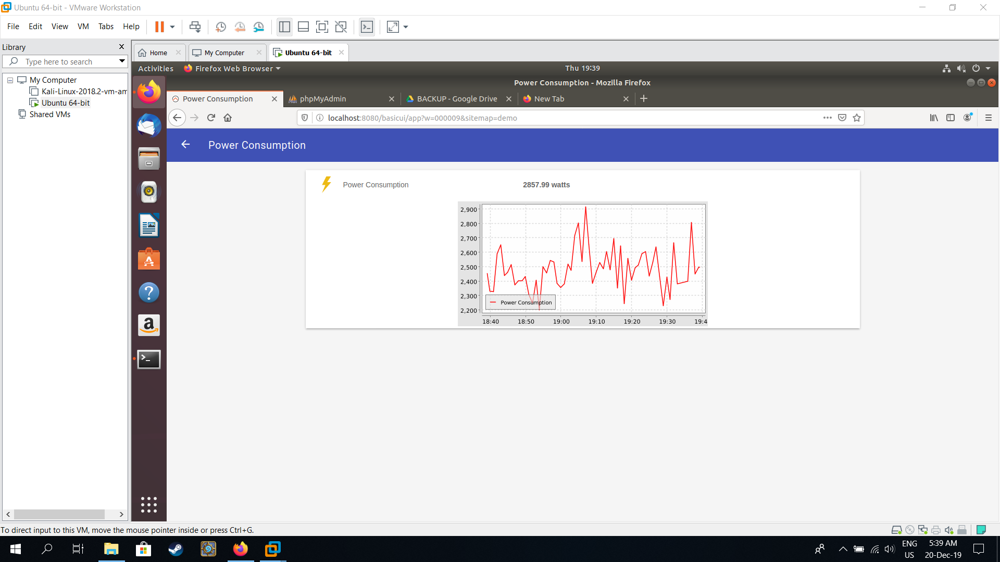 Ubuntu 64-bit - VMware Workstation
File Edit View VM Tabs Help
Library
Type here to search
My Computer
Kali-Linux-2018.2-vm-am
Ubuntu 64-bit
Shared VMs
Home
My Computer
Ubuntu 64-bit
Activities
Firefox Web Browser
Thu 19:39
Power Consumption - Mozilla Firefox
Power Consumption
phpMyAdmin
BACKUP - Google Drive
New Tab
localhost:8080/basicui/app?w=000009&sitemap=demo
Power Consumption
Power Consumption
2857.99 watts
2,900
2,800
2,700
2,600
2,500
2,400
2,300
2,200
Power Consumption
18:40 18:50 19:00 19:10 19:20 19:30 19:4
To direct input to this VM, move the mouse pointer inside or press Ctrl+G.
ENG
US
5:39 AM
20-Dec-19